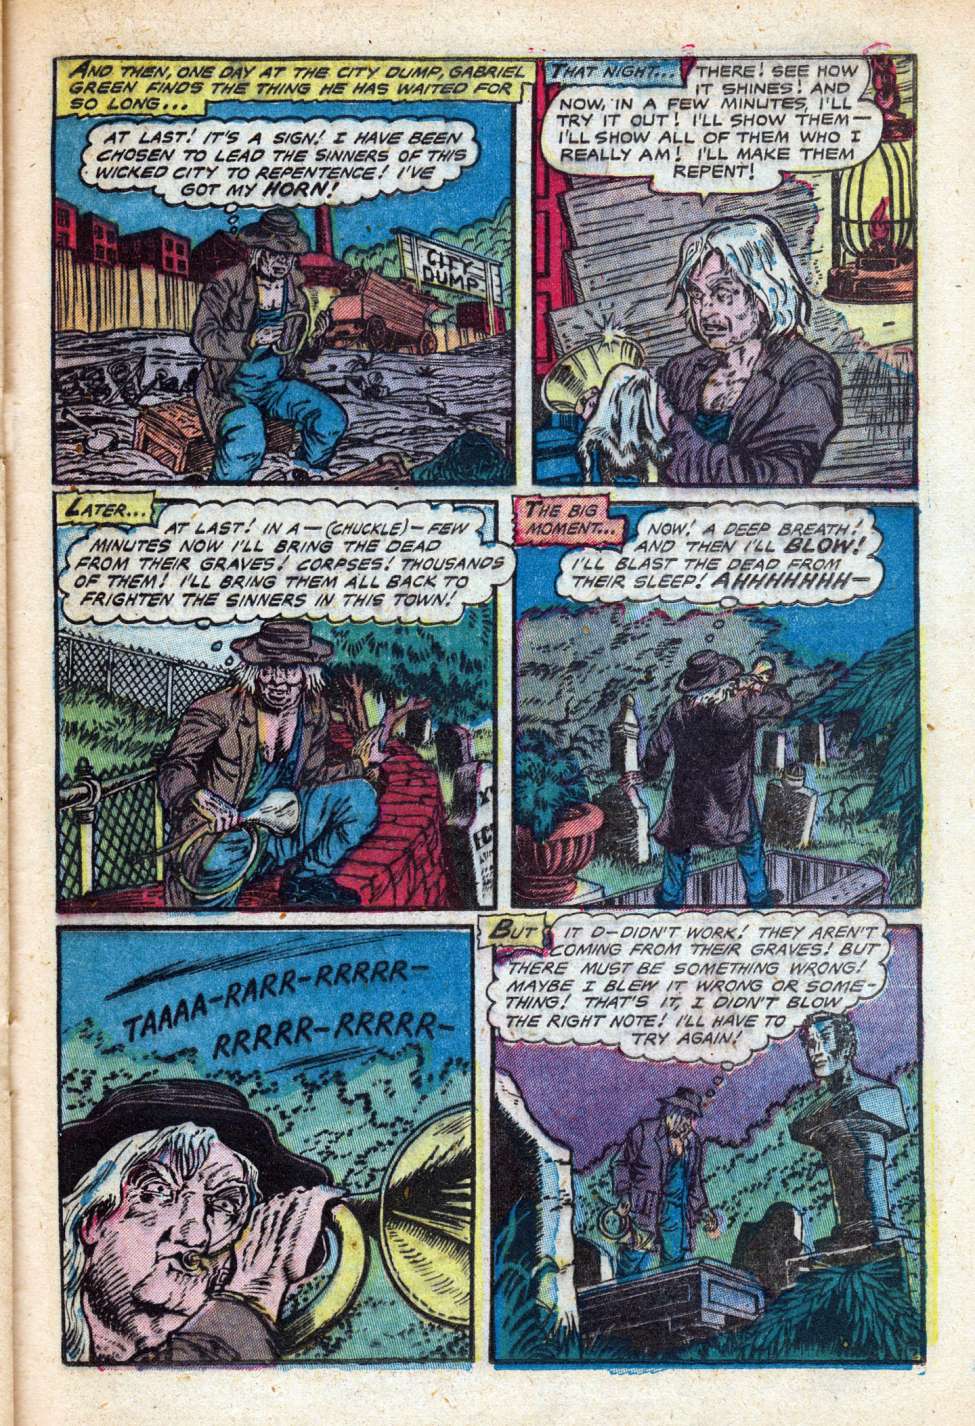 AND THEN, ONE DAY AT THE CITY DUMP, GABRIEL
GREEN FINDS THE THING HE HAS WAITED FOR
SO LONG...
AT LAST! IT'S A SIGN! I HAVE BEEN
CHOSEN TO LEAD THE SINNERS OF THIS
WICKED CITY TO REPENTENCE! I'VE
GOT MY HORN!
CITY
DUMP
THAT NIGHT...
THERE! SEE HOW
IT SHINES! AND
NOW, IN A FEW MINUTES, I'LL
TRY IT OUT! I'LL SHOW THEM—
I'LL SHOW ALL OF THEM WHO I
REALLY AM! I'LL MAKE THEM
REPENT!
LATER...
AT LAST! IN A—(CHUCKLE)—FEW
MINUTES NOW I'LL BRING THE DEAD
FROM THEIR GRAVES! CORPSES! THOUSANDS
OF THEM! I'LL BRING THEM ALL BACK TO
FRIGHTEN THE SINNERS IN THIS TOWN!
THE BIG
MOMENT...
NOW! A DEEP BREATH!
AND THEN I'LL BLOW!
I'LL BLAST THE DEAD FROM
THEIR SLEEP! AHHHHHHH—
TAAAA-RARR-RRRRR-
RRRRR-RRRRR-
BUT
IT D-DIDN'T WORK! THEY AREN'T
COMING FROM THEIR GRAVES! BUT
THERE MUST BE SOMETHING WRONG!
MAYBE I BLEW IT WRONG OR SOME-
THING! THAT'S IT, I DIDN'T BLOW
THE RIGHT NOTE! I'LL HAVE TO
TRY AGAIN!